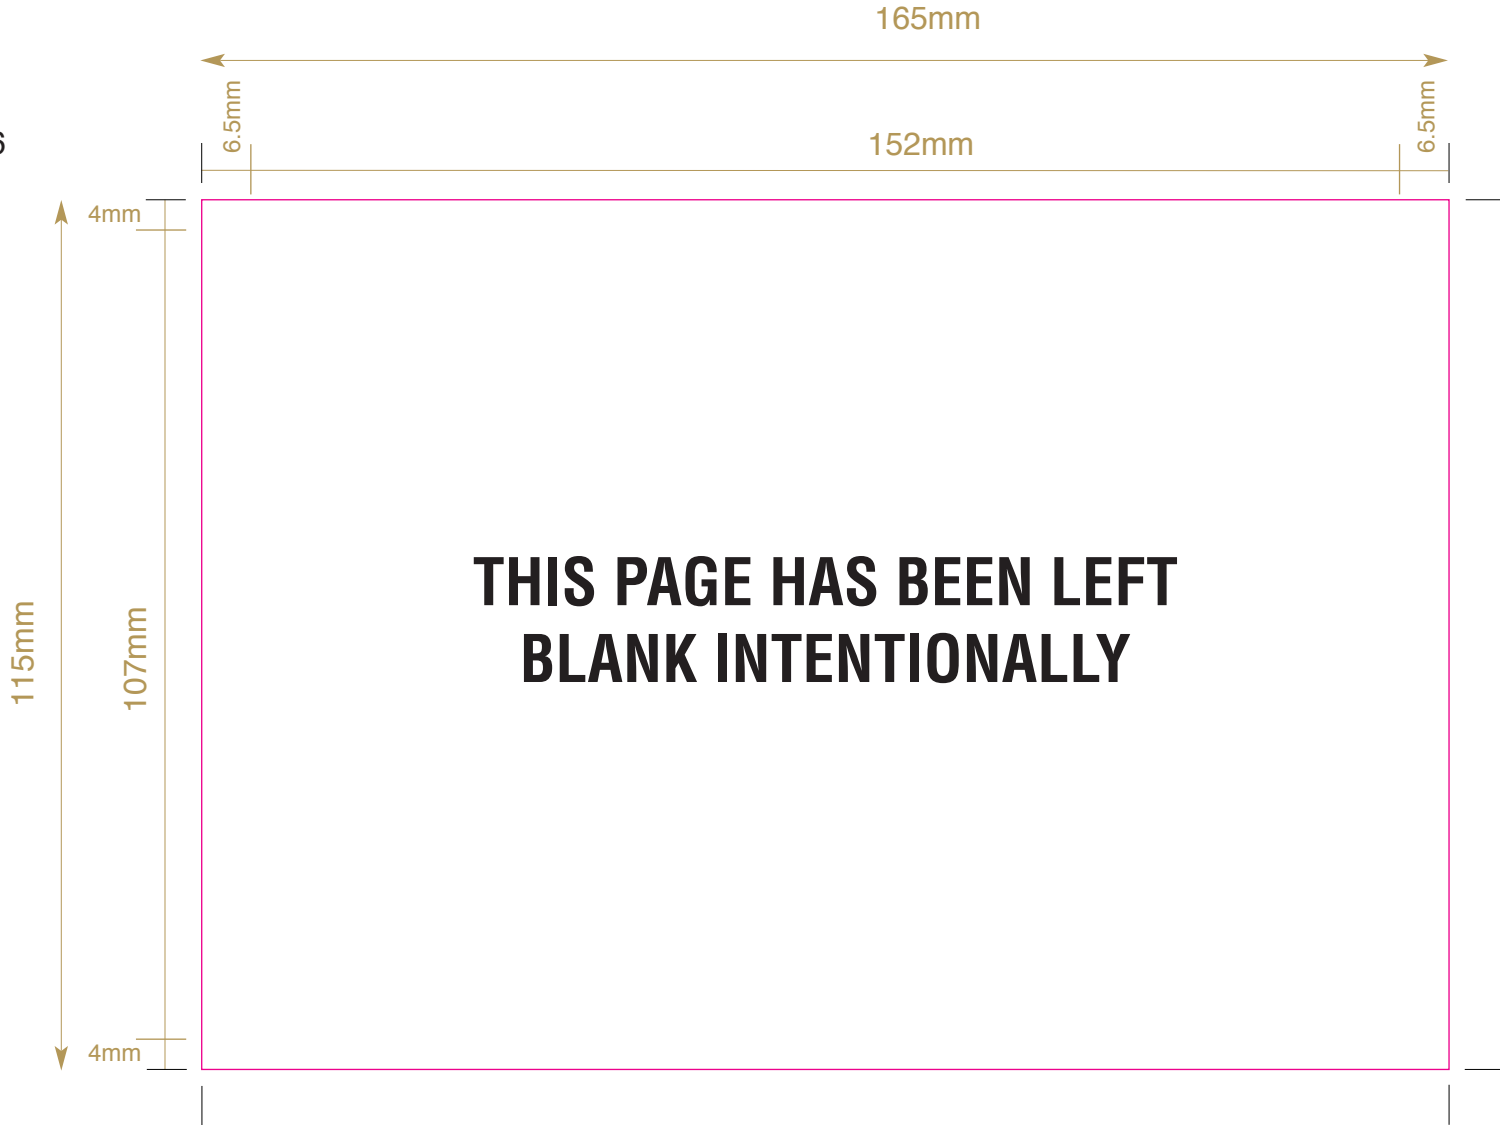 165mm
6.5mm
152mm
6.5mm
4mm
THIS PAGE HAS BEEN LEFT
BLANK INTENTIONALLY
115mm
107mm
4mm